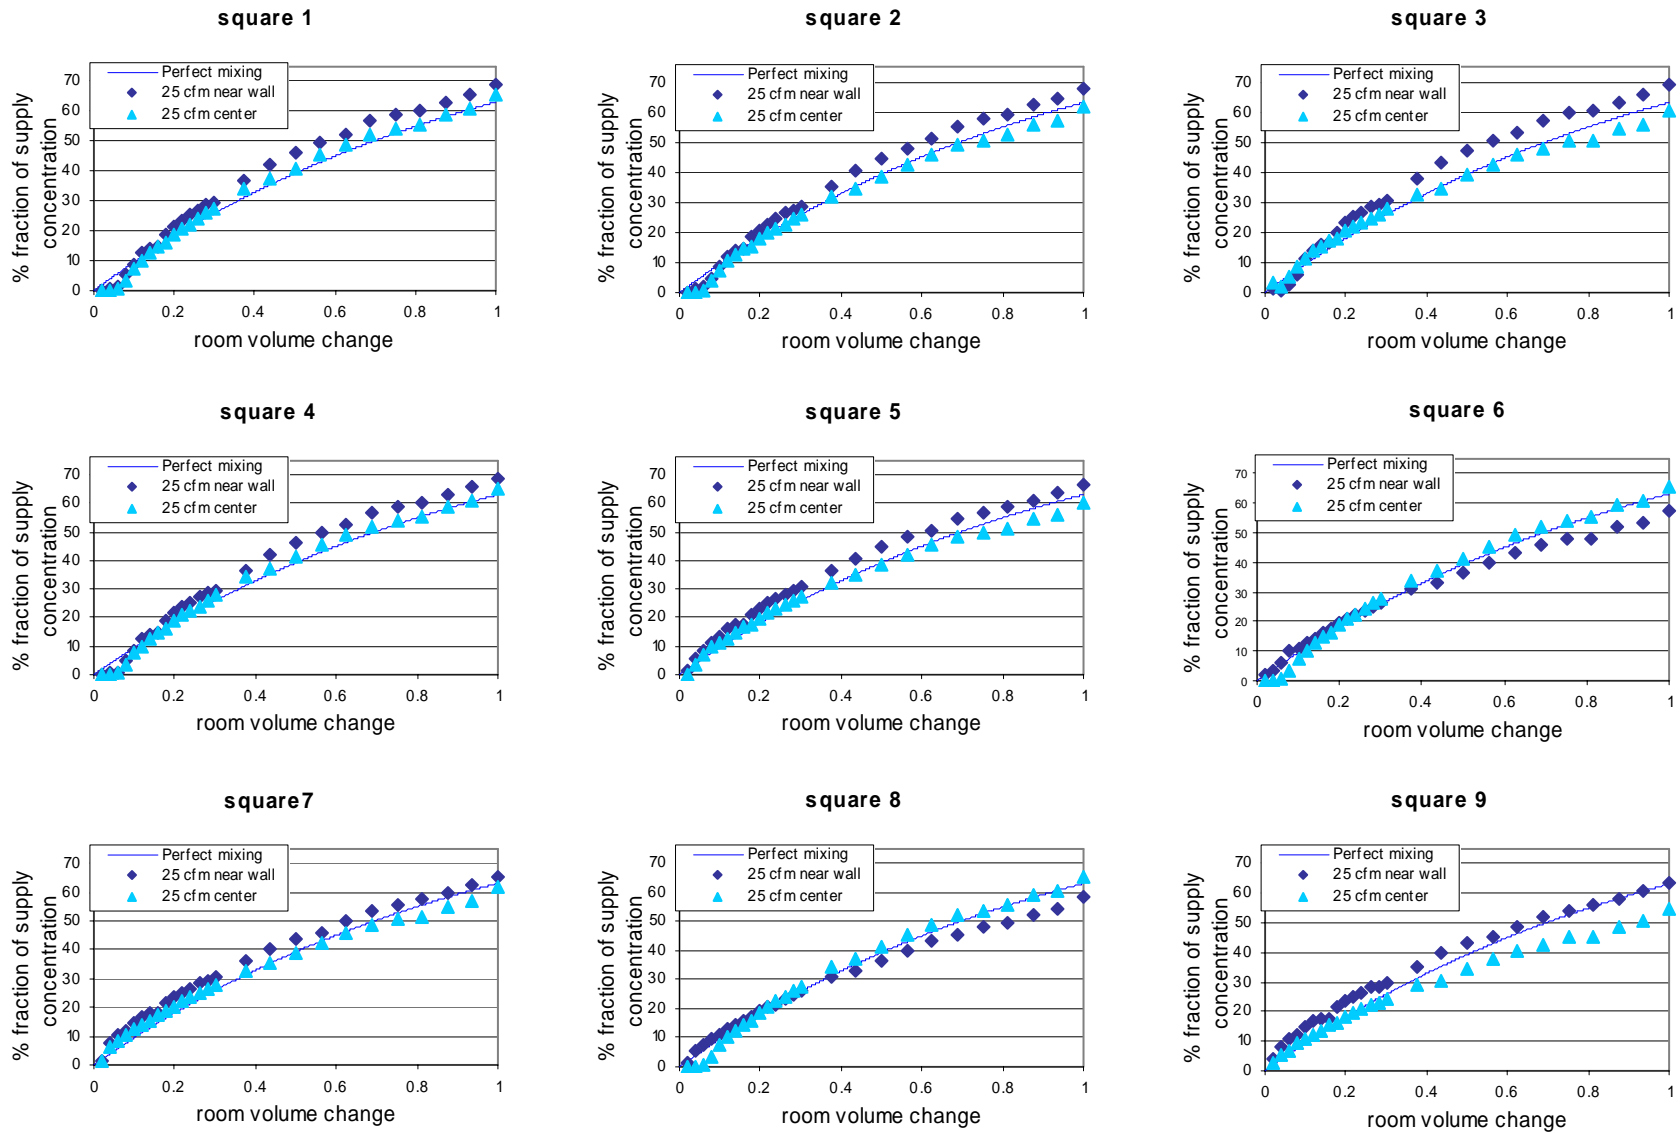 square 1
% fraction of supply
concentration
70
60
50
40
30
20
10
0
Perfect mixing
25 cfm near wall
25 cfm center
0 0.2 0.4 0.6 0.8 1
room volume change
square 2
% fraction of supply
concentration
70
60
50
40
30
20
10
0
Perfect mixing
25 cfm near wall
25 cfm center
0 0.2 0.4 0.6 0.8 1
room volume change
square 3
% fraction of supply
concentration
70
60
50
40
30
20
10
0
Perfect mixing
25 cfm near wall
25 cfm center
0 0.2 0.4 0.6 0.8 1
room volume change
square 4
% fraction of supply
concentration
70
60
50
40
30
20
10
0
Perfect mixing
25 cfm near wall
25 cfm center
0 0.2 0.4 0.6 0.8 1
room volume change
square 5
% fraction of supply
concentration
70
60
50
40
30
20
10
0
Perfect mixing
25 cfm near wall
25 cfm center
0 0.2 0.4 0.6 0.8 1
room volume change
square 6
% fraction of supply
concentration
70
60
50
40
30
20
10
0
Perfect mixing
25 cfm near wall
25 cfm center
0 0.2 0.4 0.6 0.8 1
room volume change
square7
% fraction of supply
concentration
70
60
50
40
30
20
10
0
Perfect mixing
25 cfm near wall
25 cfm center
0 0.2 0.4 0.6 0.8 1
room volume change
square 8
% fraction of supply
concentration
70
60
50
40
30
20
10
0
Perfect mixing
25 cfm near wall
25 cfm center
0 0.2 0.4 0.6 0.8 1
room volume change
square 9
% fraction of supply
concentration
70
60
50
40
30
20
10
0
Perfect mixing
25 cfm near wall
25 cfm center
0 0.2 0.4 0.6 0.8 1
room volume change